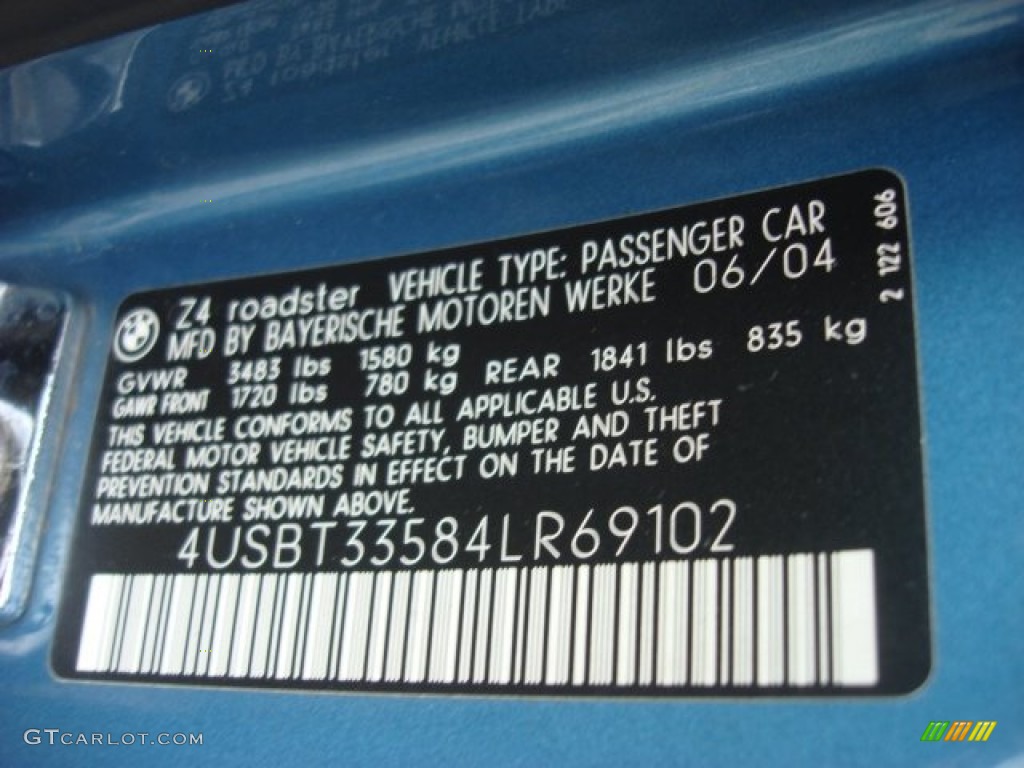 Z4 roadster VEHICLE TYPE: PASSENGER CAR
MFD BY BAYERISCHE MOTOREN WERKE 06/04
GVWR 3483 lbs 1580 kg
GAWR FRONT 1720 lbs 780 kg REAR 1841 lbs 835 kg
THIS VEHICLE CONFORMS TO ALL APPLICABLE U.S.
FEDERAL MOTOR VEHICLE SAFETY, BUMPER AND THEFT
PREVENTION STANDARDS IN EFFECT ON THE DATE OF
MANUFACTURE SHOWN ABOVE.
4USBT33584LR69102
2 122 606
GTCARLOT.COM